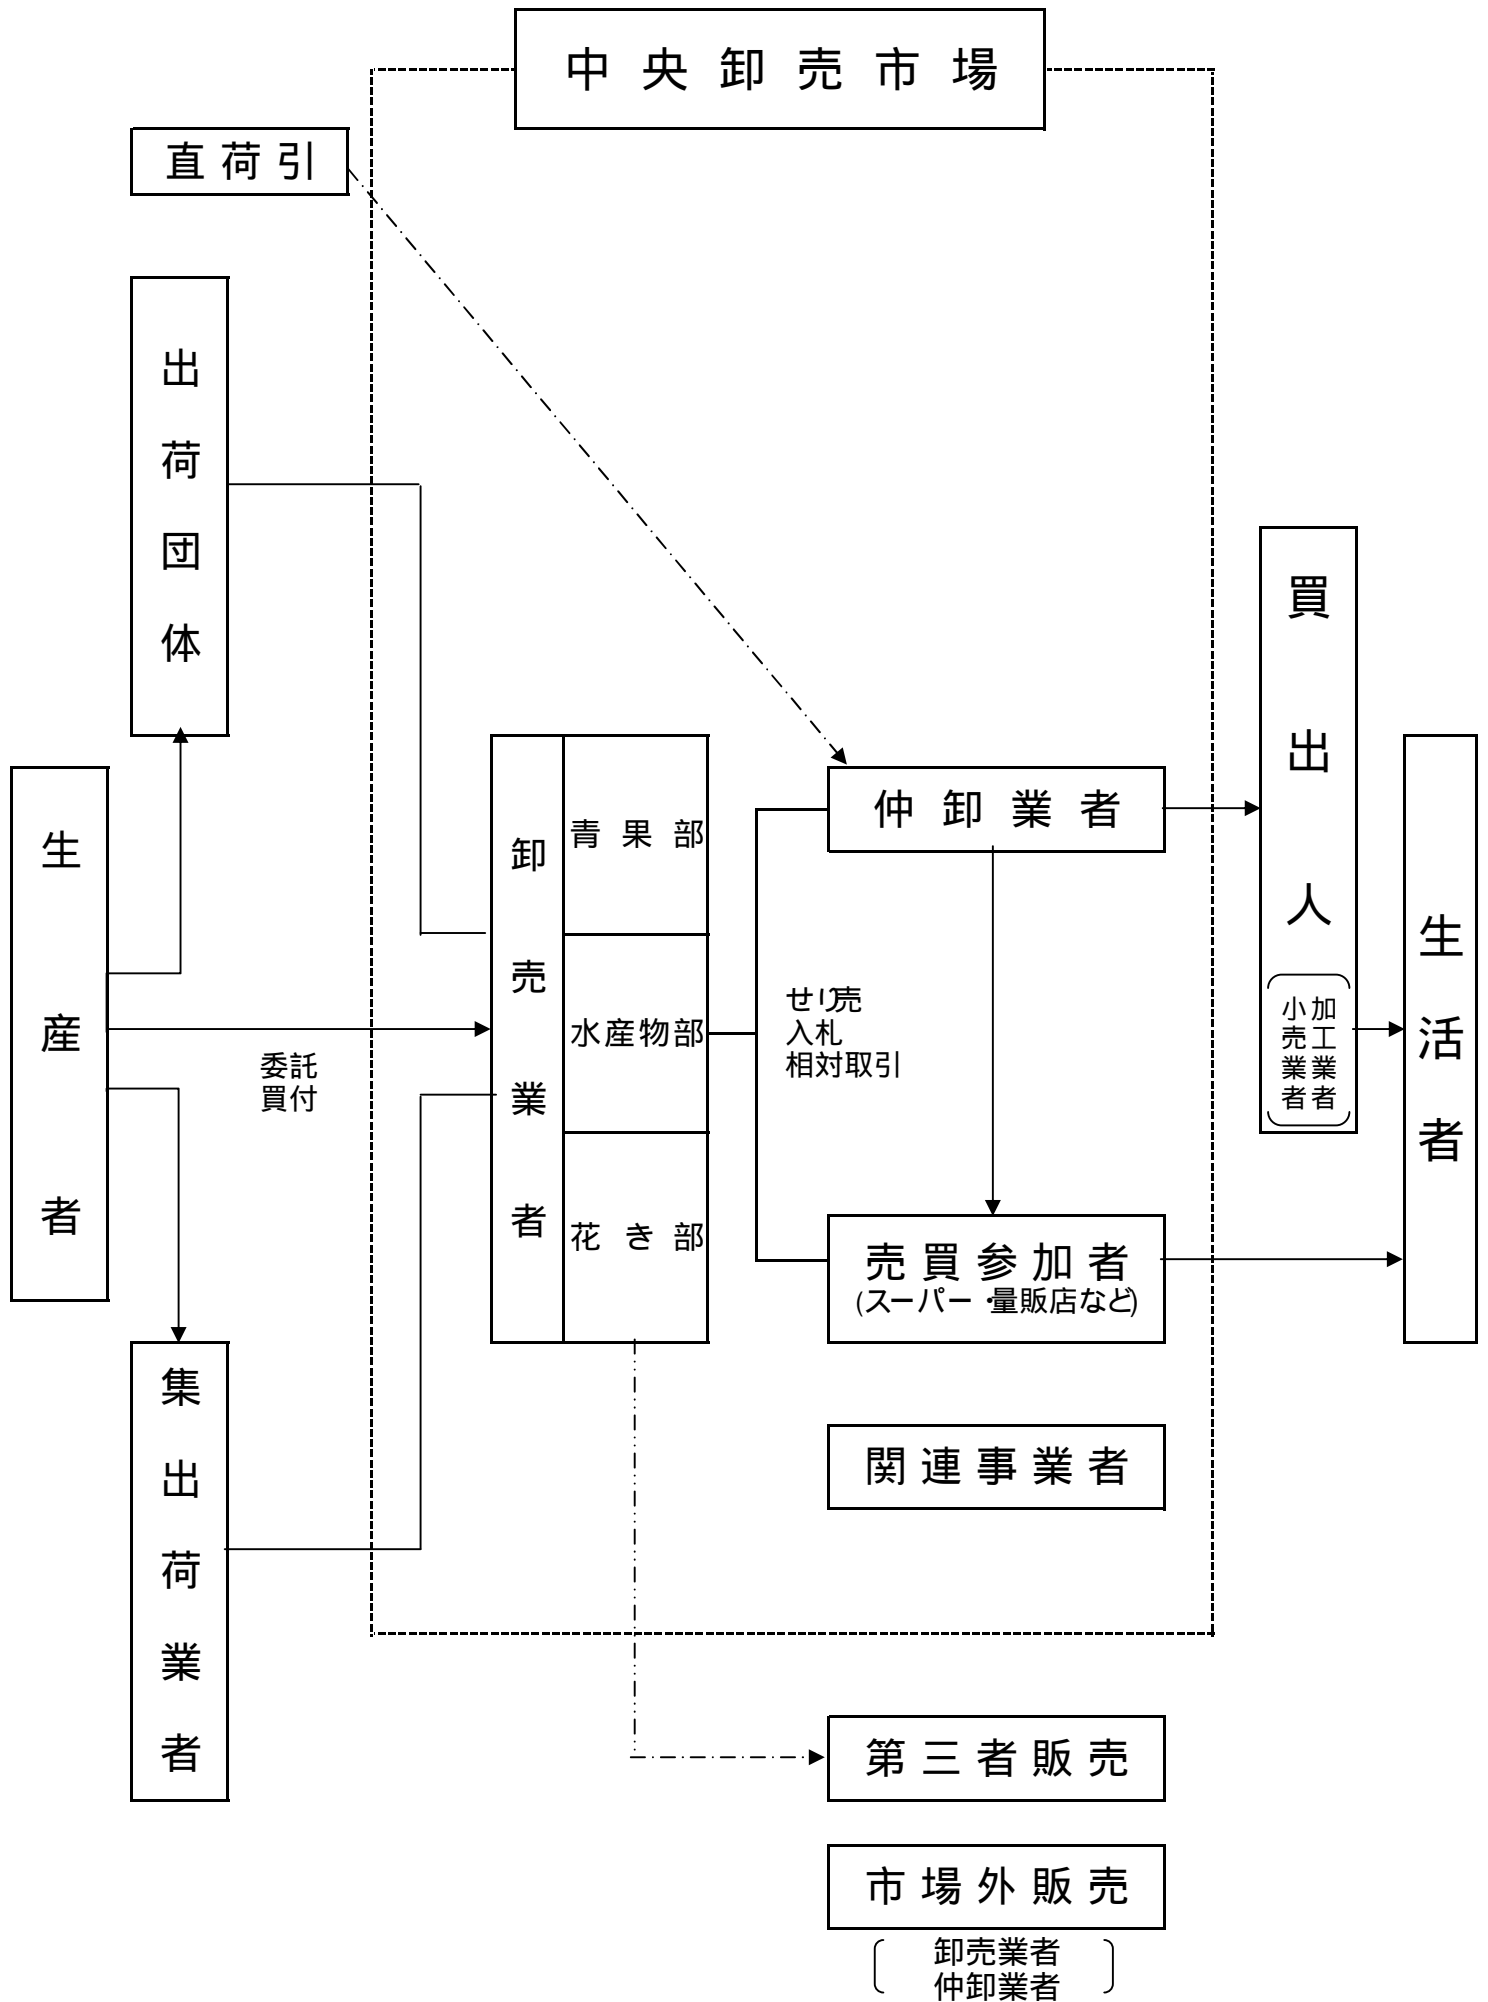 中央卸売市場
直荷引
出荷団体
生産者
集出荷業者
委託
買付
卸売業者
青果部
水産物部
花き部
せり売
入札
相対取引
仲卸業者
売買参加者
(スーパー・量販店など)
関連事業者
買出人
加工業者
小売業者
生活者
第三者販売
市場外販売
卸売業者
仲卸業者